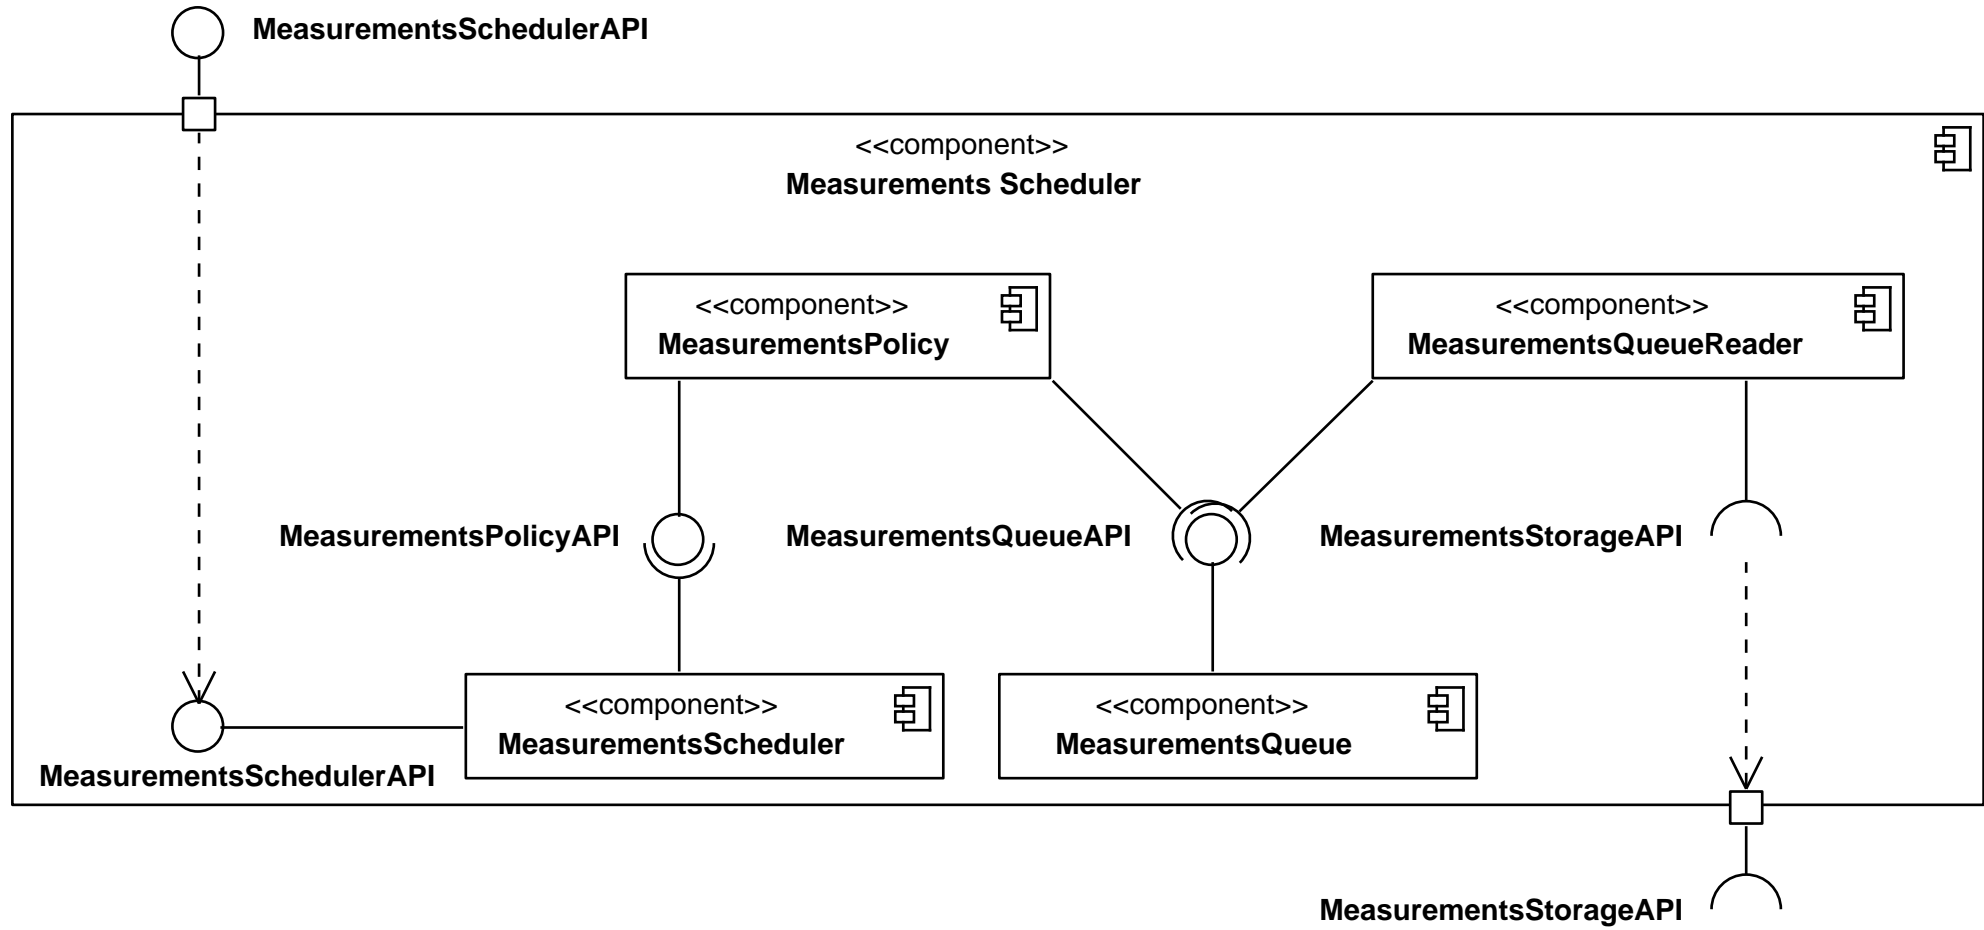 MeasurementsSchedulerAPI
<<component>>
Measurements Scheduler
<<component>>
MeasurementsPolicy
<<component>>
MeasurementsQueueReader
MeasurementsPolicyAPI
MeasurementsQueueAPI
MeasurementsStorageAPI
<<component>>
MeasurementsScheduler
<<component>>
MeasurementsQueue
MeasurementsSchedulerAPI
MeasurementsStorageAPI